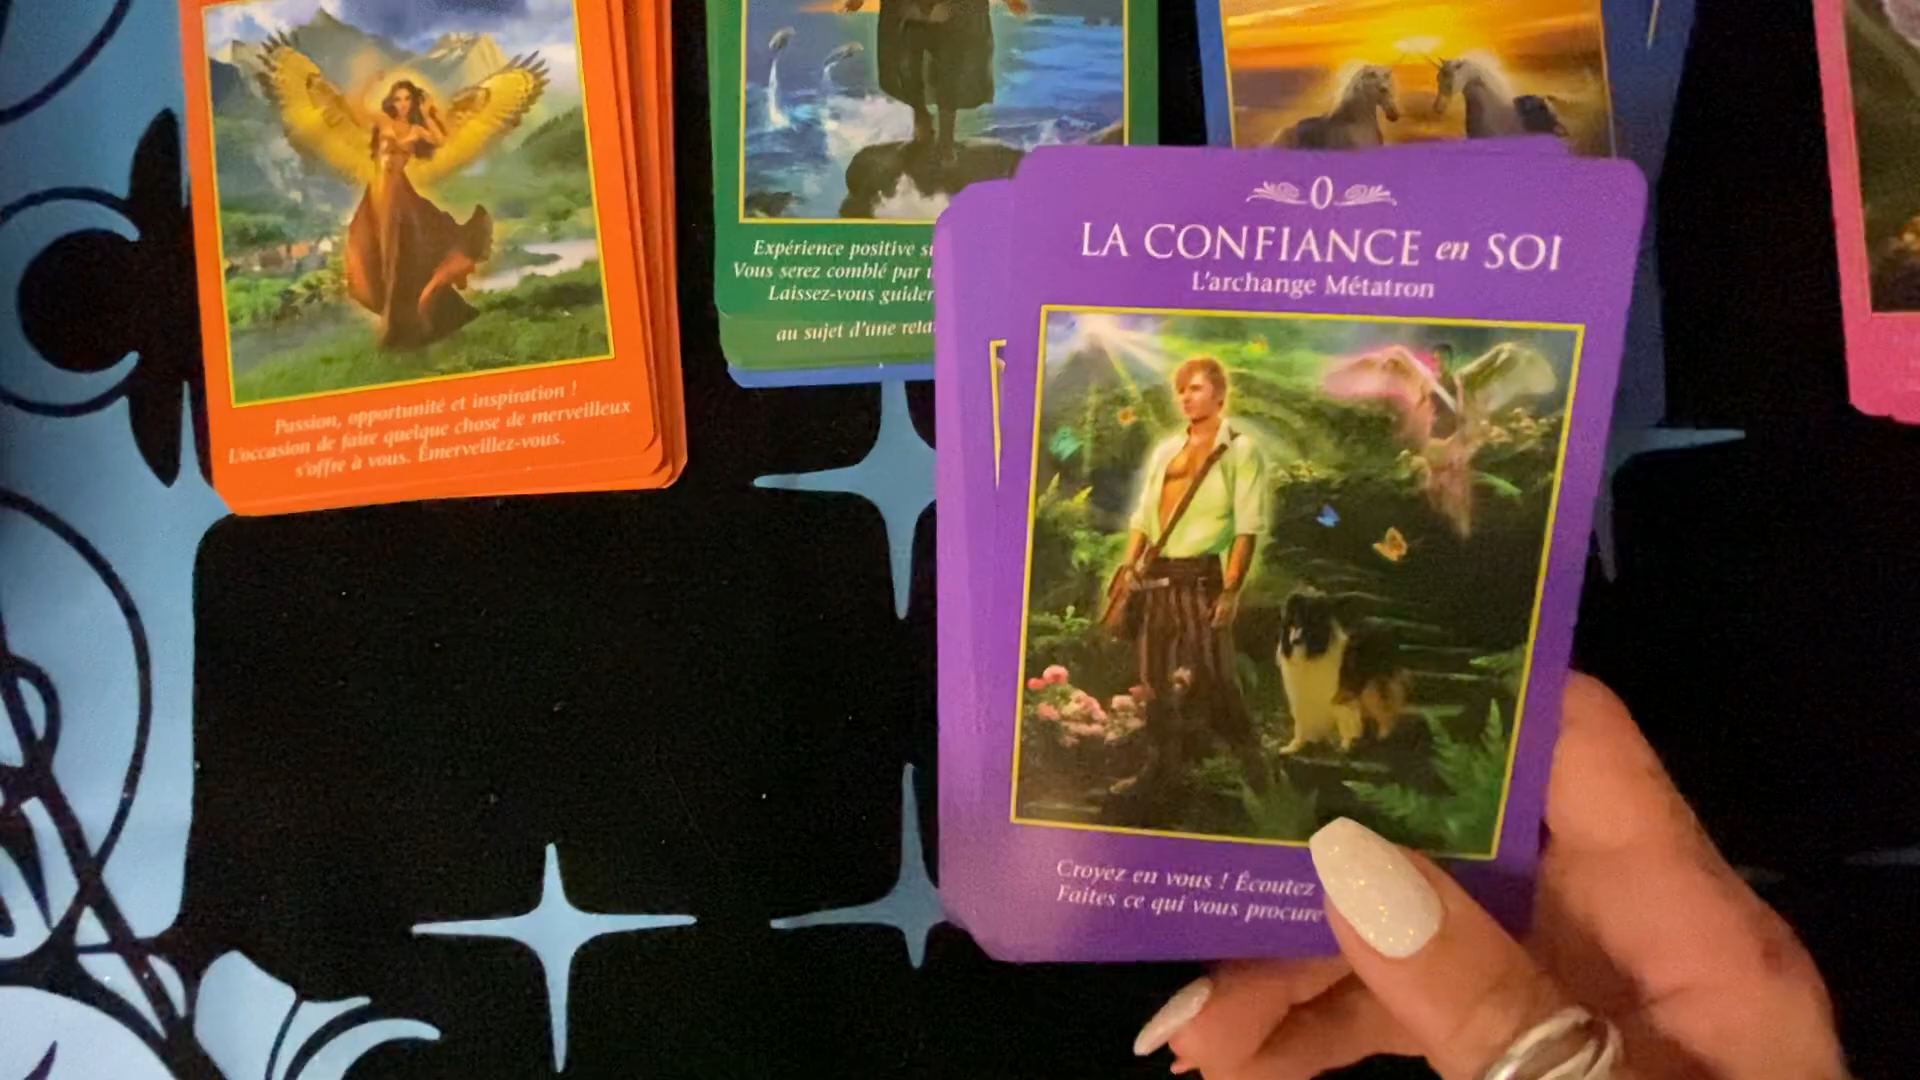 Passion, opportunité et inspiration !
L'occasion de faire quelque chose de merveilleux
s'offre à vous. Émerveillez-vous.
Expérience positive
Vous serez comblé par
Laissez-vous guider
au sujet d'une
0
LA CONFIANCE en SOI
L'archange Métatron
Croyez en vous ! Écoutez
Faites ce qui vous procure